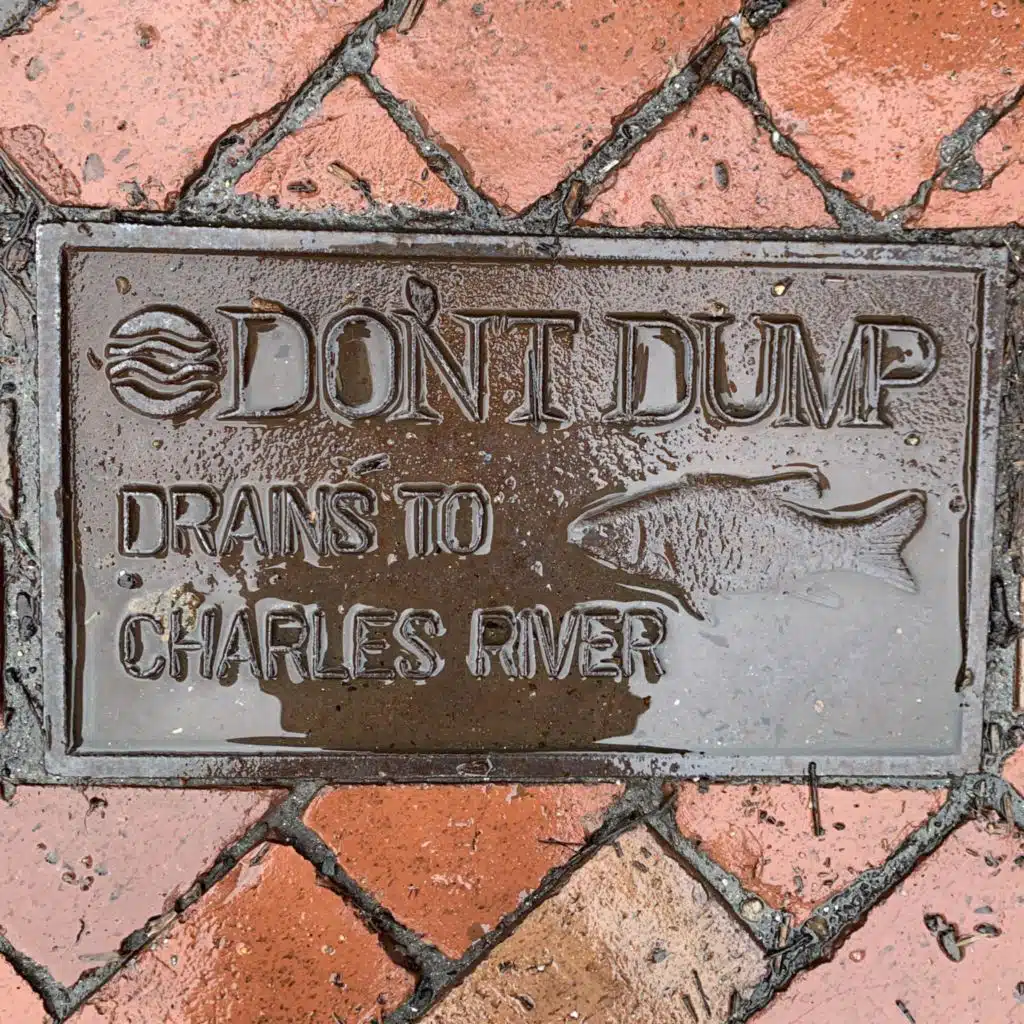 DON'T DUMP
DRAINS TO
CHARLES RIVER